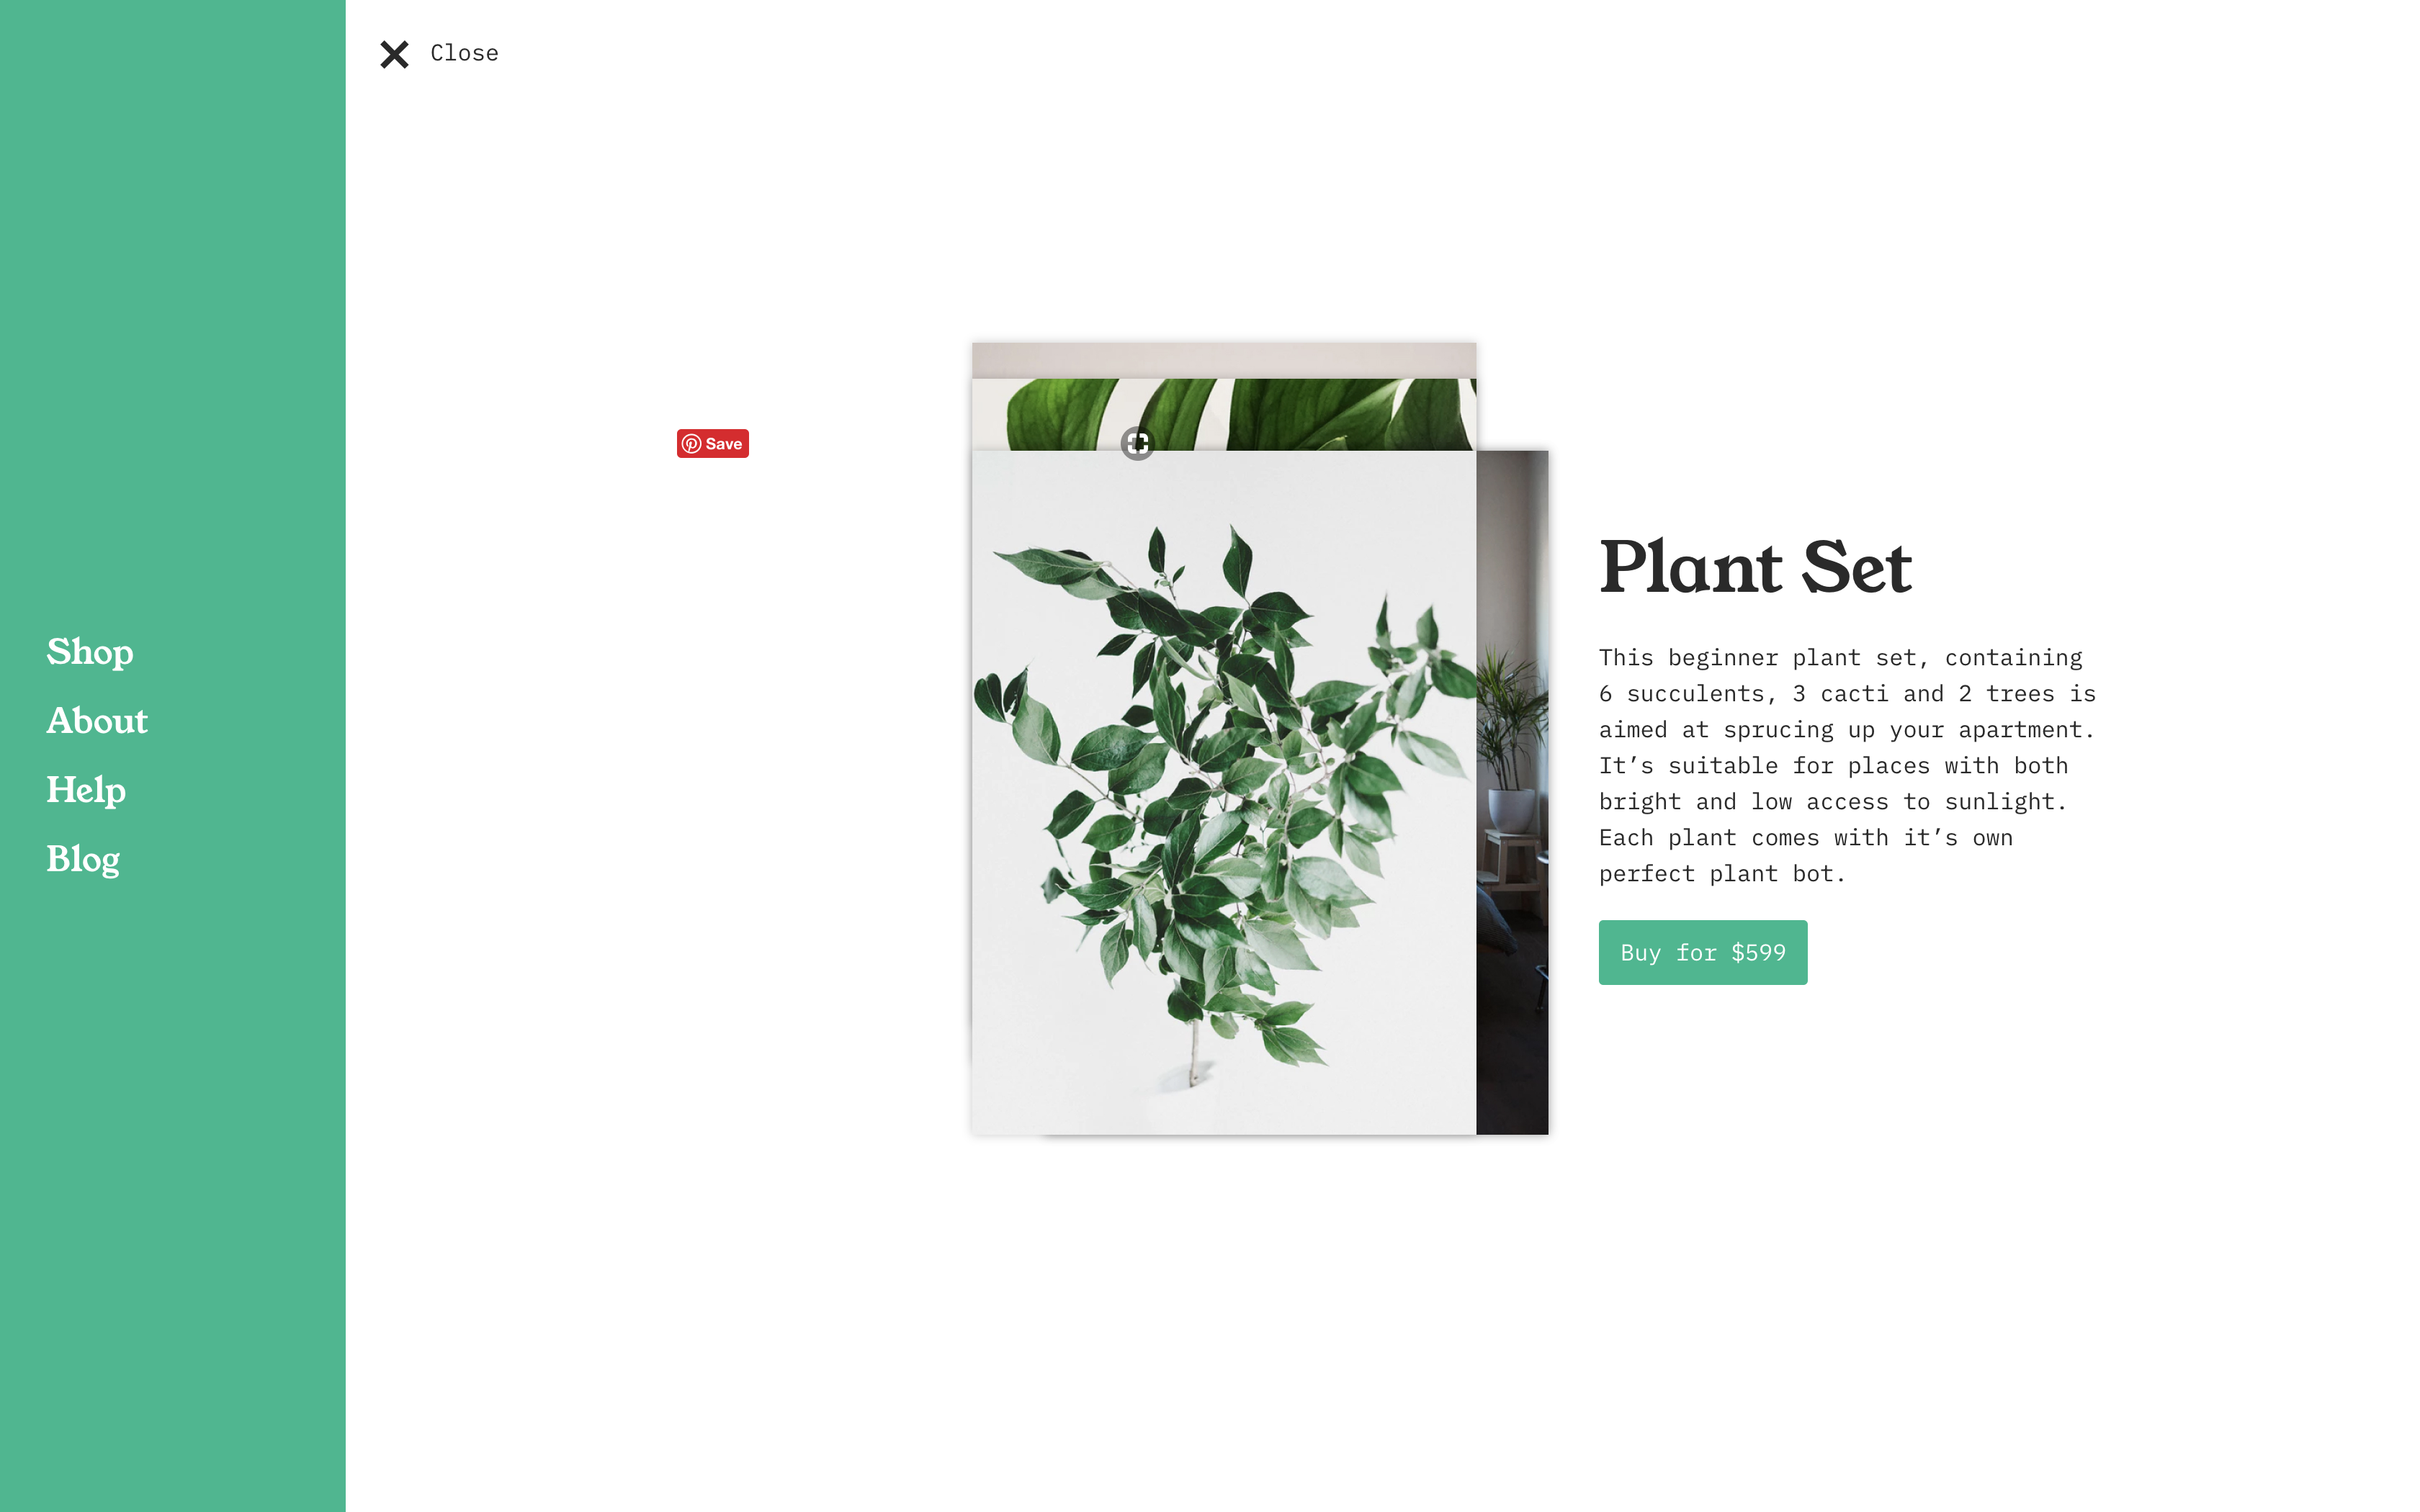 Close
Save
Shop
About
Help
Blog
Plant Set
This beginner plant set, containing
6 succulents, 3 cacti and 2 trees is
aimed at sprucing up your apartment.
It’s suitable for places with both
bright and low access to sunlight.
Each plant comes with it’s own
perfect plant bot.
Buy for $599